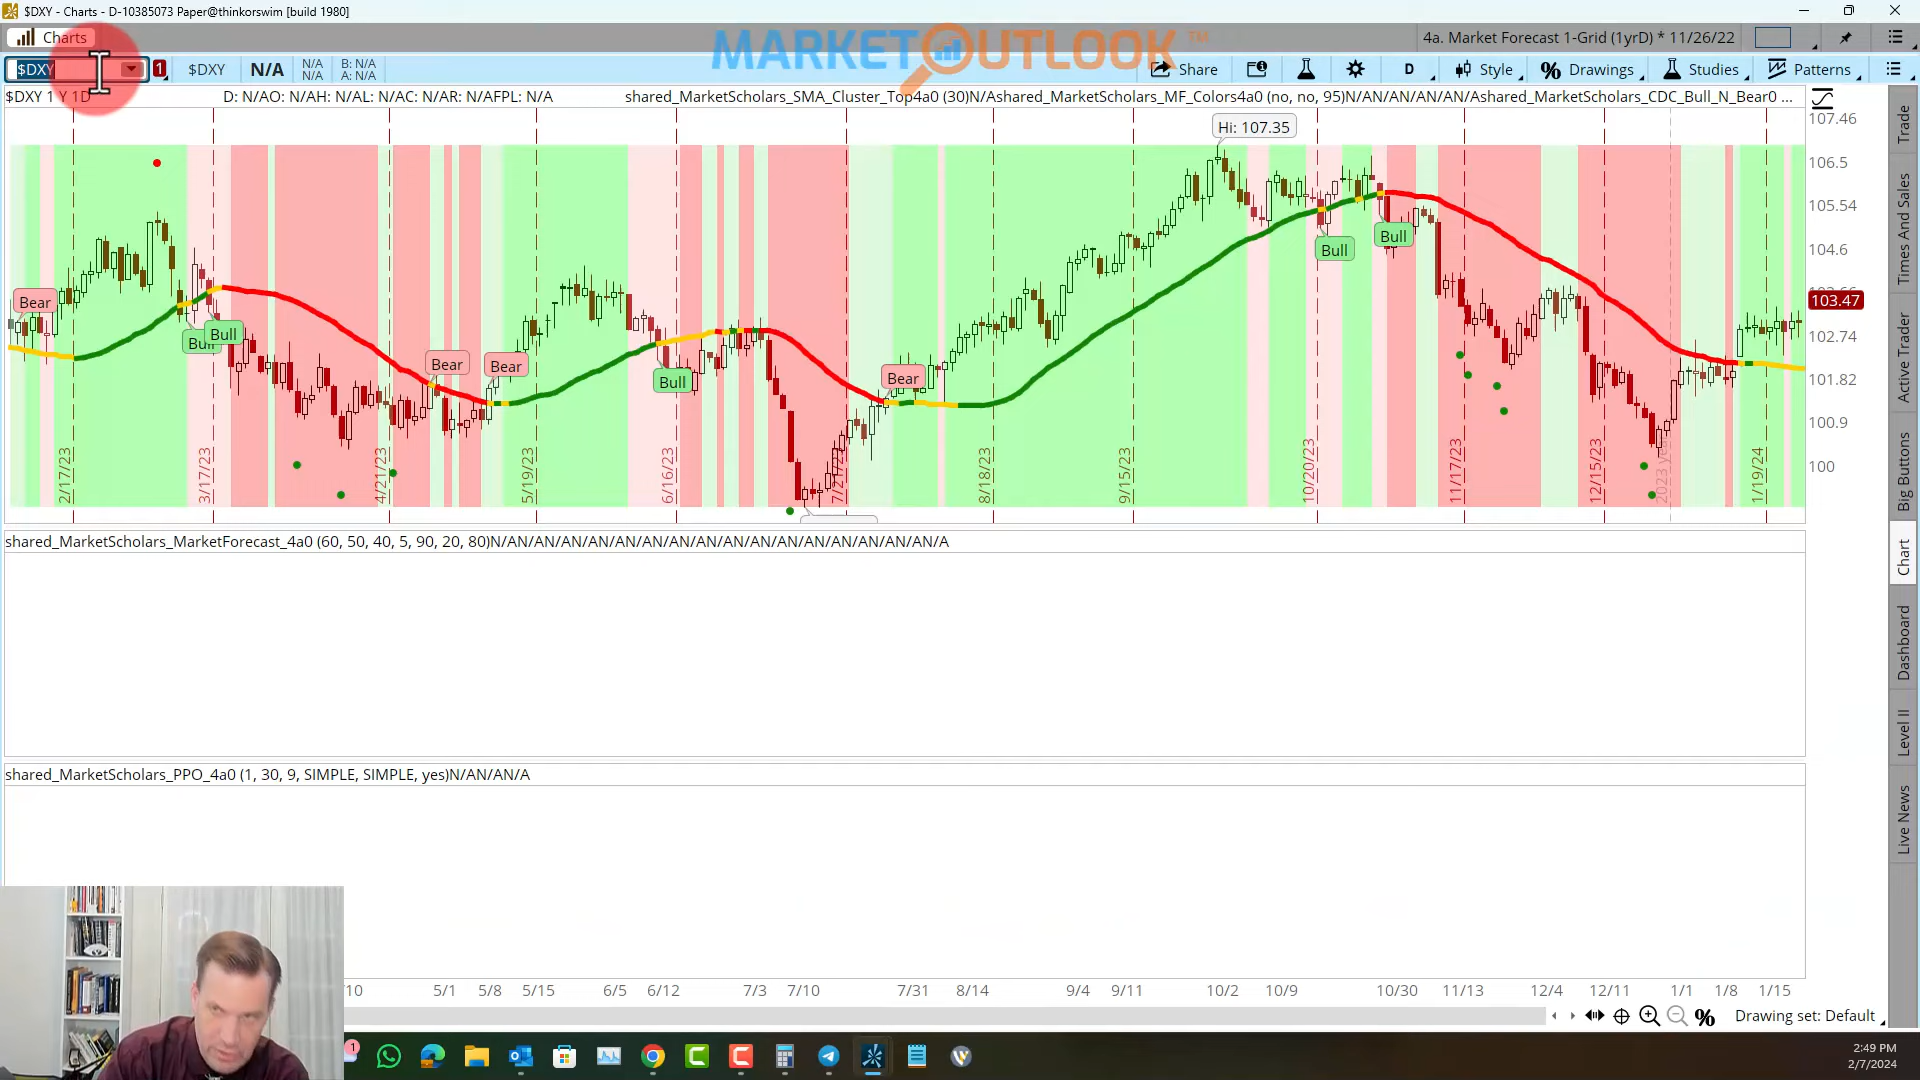 $DXY - Charts - D-10385073 Paper@thinkorswim [build 1980]
Charts
MARKETOUTLOOK™
4a. Market Forecast 1-Grid (1yrD) * 11/26/22
$DXY
1
$DXY
N/A
N/A
N/A
B: N/A
A: N/A
Share
D
Style
Drawings
Studies
Patterns
$DXY 1 Y 1D
D: N/AO: N/AH: N/AL: N/AC: N/AR: N/AFPL: N/A
shared_MarketScholars_SMA_Cluster_Top4a0 (30)N/Ashared_MarketScholars_MF_Colors4a0 (no, no, 95)N/AN/AN/AN/AN/Ashared_MarketScholars_CDC_Bull_N_Bear0 ...
107.46
Hi: 107.35
106.5
105.54
104.6
103.47
102.74
101.82
100.9
100
Bear
Bull
Bull
Bear
Bear
Bull
Bear
Bull
Bull
2/17/23
3/17/23
4/21/23
5/19/23
6/16/23
8/18/23
9/15/23
10/20/23
11/17/23
12/15/23
1/19/24
shared_MarketScholars_MarketForecast_4a0 (60, 50, 40, 5, 90, 20, 80)N/AN/AN/AN/AN/AN/AN/AN/AN/AN/AN/AN/AN/AN/AN/AN/AN/A
shared_MarketScholars_PPO_4a0 (1, 30, 9, SIMPLE, SIMPLE, yes)N/AN/AN/A
/10
5/1
5/8
5/15
6/5
6/12
7/3
7/10
7/31
8/14
9/4
9/11
10/2
10/9
10/30
11/13
12/4
12/11
1/1
1/8
1/15
Drawing set: Default
Trade
Times And Sales
Active Trader
Big Buttons
Chart
Dashboard
Level II
Live News
1
2:49 PM
2/7/2024